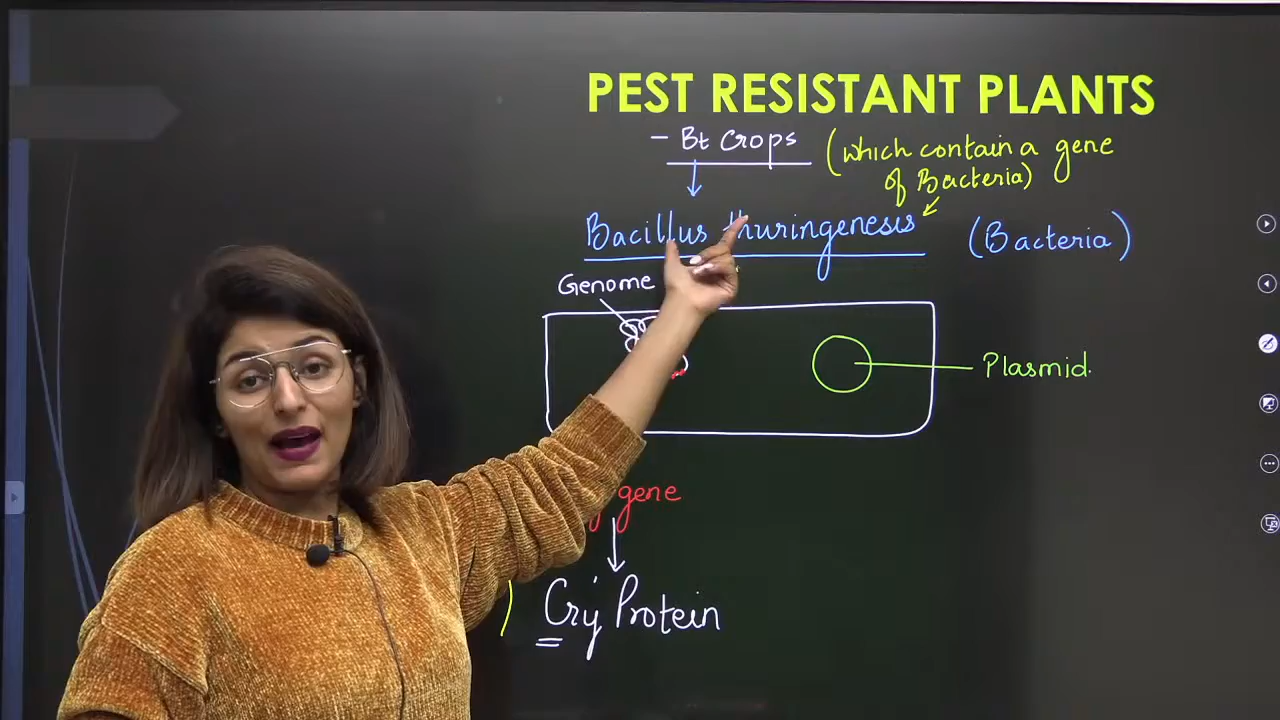 PEST RESISTANT PLANTS
- Bt Crops (which contain a gene
of Bacteria)
Bacillus thuringenesis (Bacteria)
Genome
Plasmid.
gene
Cry Protein